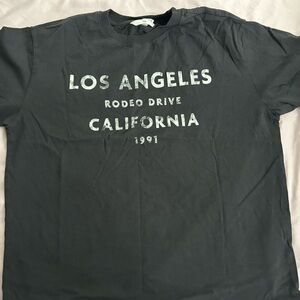 LOS ANGELES
RODEO DRIVE
CALIFORNIA
1991